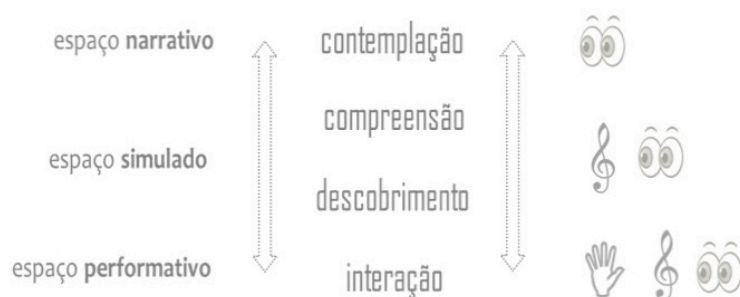 espaço narrativo
contemplação
compreensão
espaço simulado
descobrimento
espaço performativo
interação